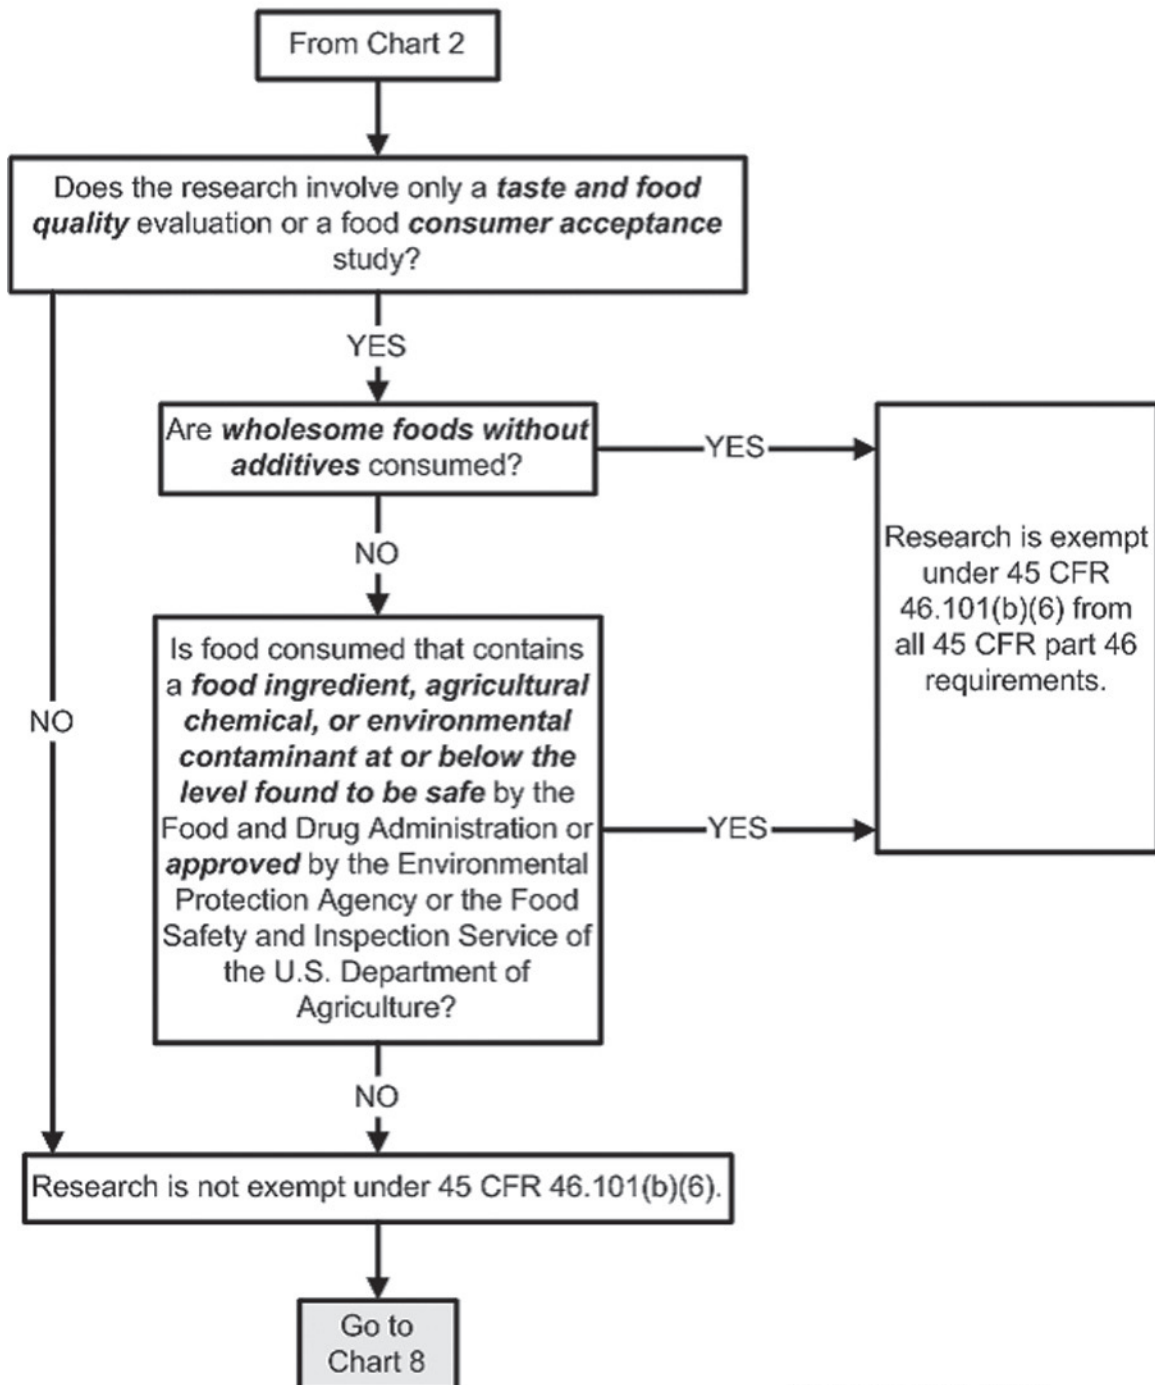 From Chart 2
Does the research involve only a taste and food
quality evaluation or a food consumer acceptance
study?
YES
Are wholesome foods without
additives consumed?
YES
NO
Research is exempt
under 45 CFR
46.101(b)(6) from
all 45 CFR part 46
requirements.
Is food consumed that contains
a food ingredient, agricultural
chemical, or environmental
contaminant at or below the
level found to be safe by the
Food and Drug Administration or
approved by the Environmental
Protection Agency or the Food
Safety and Inspection Service of
the U.S. Department of
Agriculture?
NO
YES
NO
Research is not exempt under 45 CFR 46.101(b)(6).
Go to
Chart 8